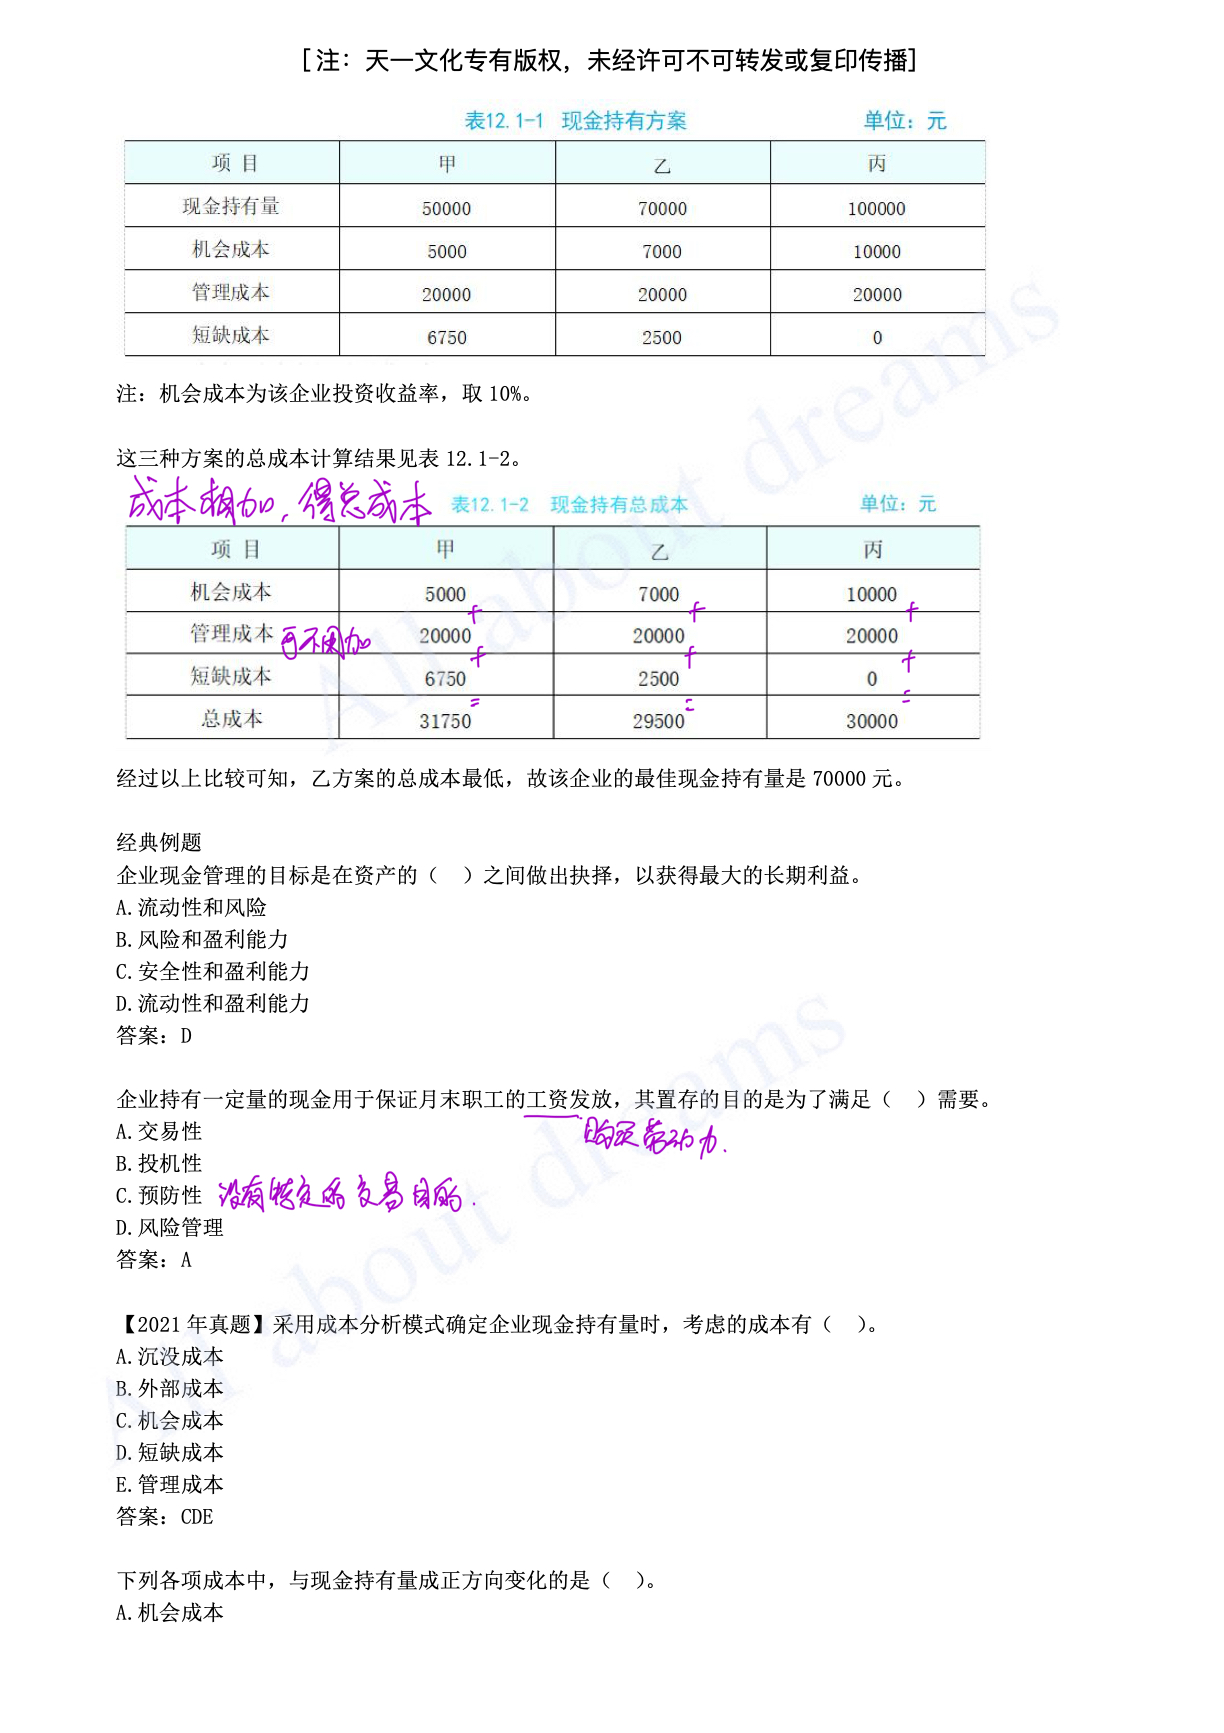 [注：天一文化专有版权，未经许可不可转发或复印传播]
表12.1-1 现金持有方案 单位：元
项目 甲 乙 丙
现金持有量 50000 70000 100000
机会成本 5000 7000 10000
管理成本 20000 20000 20000
短缺成本 6750 2500 0
注：机会成本为该企业投资收益率，取 10%。
这三种方案的总成本计算结果见表 12.1-2。
成本相加，得总成本 表12.1-2 现金持有总成本 单位：元
项目 甲 乙 丙
机会成本 5000 7000 10000
+ + +
管理成本 可不用加 20000 20000 20000
+ + +
短缺成本 6750 2500 0
= = =
总成本 31750 29500 30000
经过以上比较可知，乙方案的总成本最低，故该企业的最佳现金持有量是 70000 元。
经典例题
企业现金管理的目标是在资产的（ ）之间做出抉择，以获得最大的长期利益。
A.流动性和风险
B.风险和盈利能力
C.安全性和盈利能力
D.流动性和盈利能力
答案：D
企业持有一定量的现金用于保证月末职工的工资发放，其置存的目的是为了满足（ ）需要。
A.交易性
购买劳动力.
B.投机性
C.预防性 没有特定的交易目的.
D.风险管理
答案：A
【2021 年真题】采用成本分析模式确定企业现金持有量时，考虑的成本有（ ）。
A.沉没成本
B.外部成本
C.机会成本
D.短缺成本
E.管理成本
答案：CDE
下列各项成本中，与现金持有量成正方向变化的是（ ）。
A.机会成本
All about dreams
All about dreams